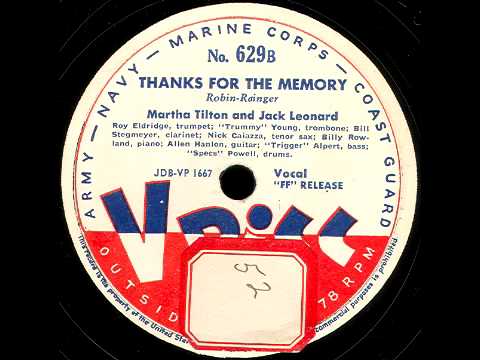 ARMY — NAVY — MARINE CORPS — COAST GUARD
No. 629B
THANKS FOR THE MEMORY
Robin-Rainger
Martha Tilton and Jack Leonard
Roy Eldridge, trumpet; "Trummy" Young, trombone; Bill
Stegmeyer, clarinet; Nick Caiazza, tenor sax; Billy Row-
land, piano; Allen Hanlon, guitar; "Trigger" Alpert, bass;
"Specs" Powell, drums.
JDB-VP 1667
Vocal
"FF" RELEASE
V Disc
OUTSID
78 RPM
52
This record is the
property of the United Sta
commercial purposes is prohibited